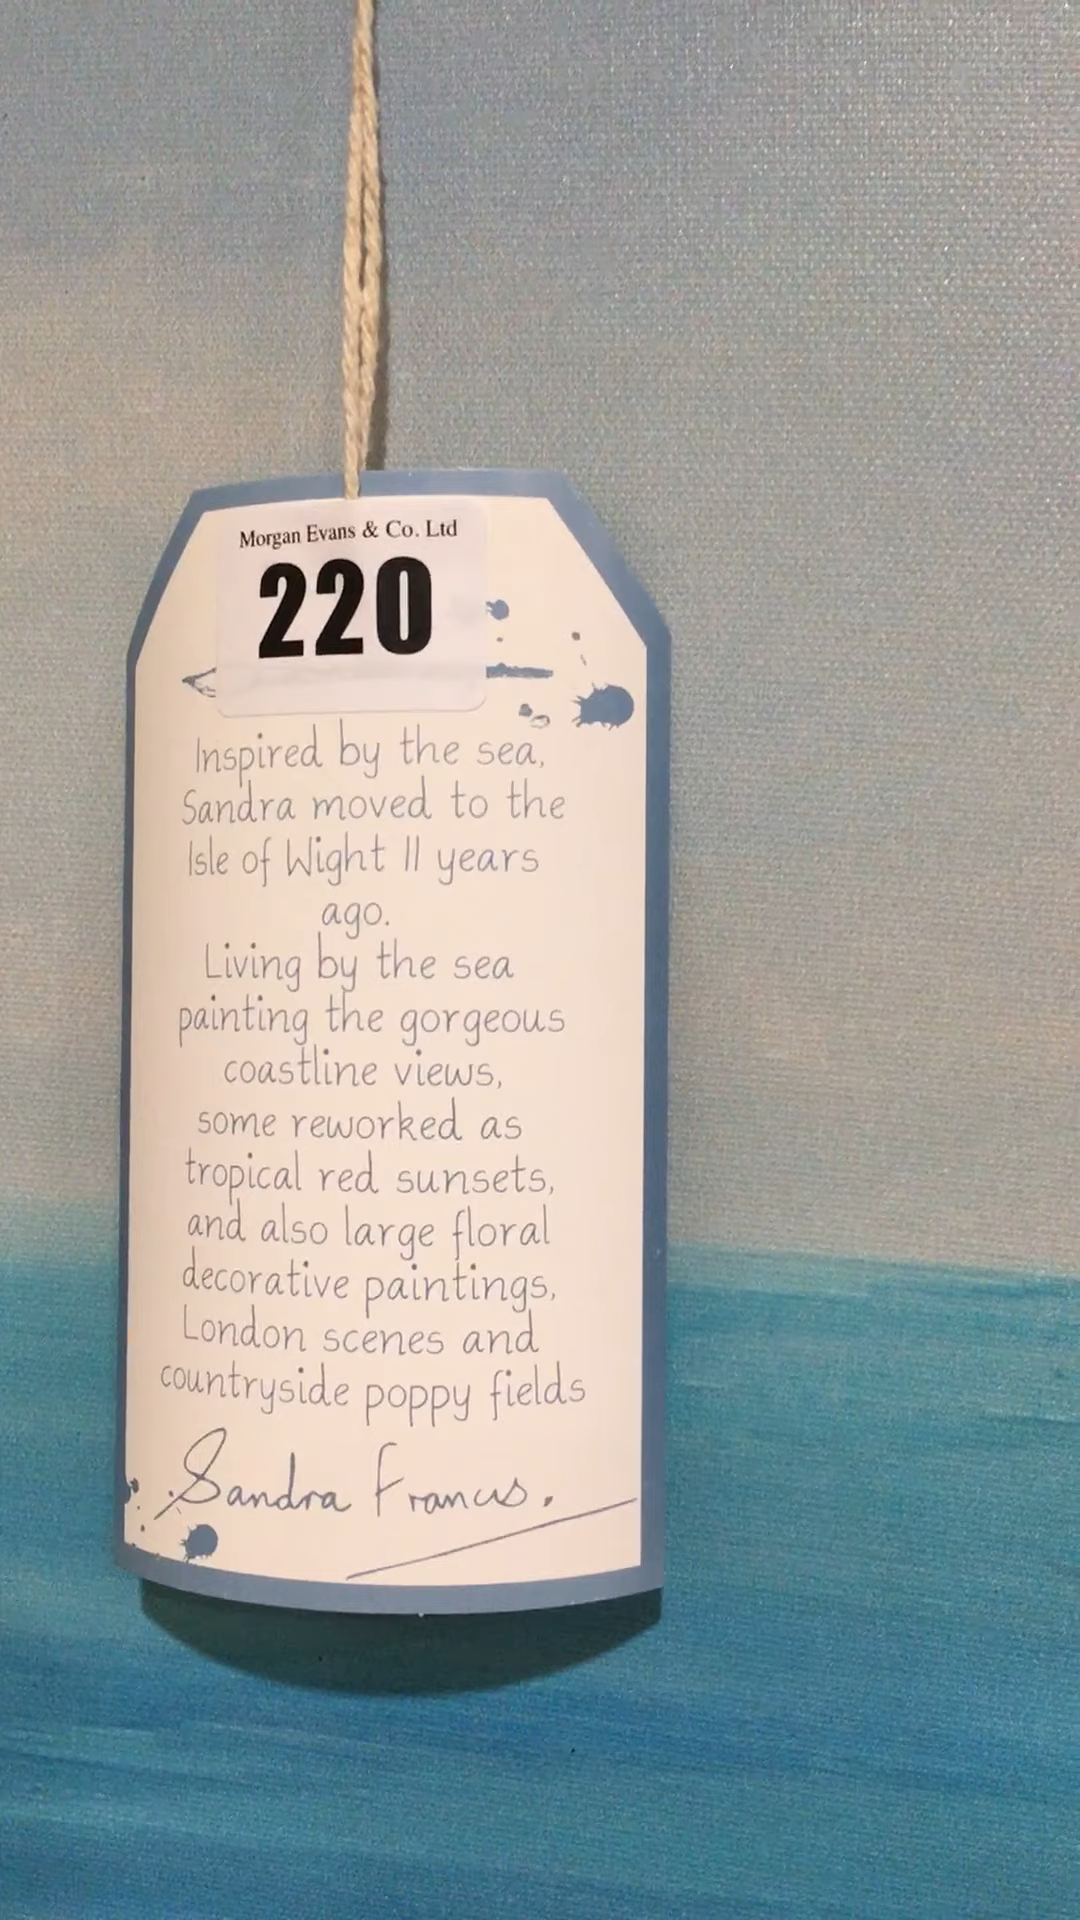 Morgan Evans & Co. Ltd
220
Inspired by the sea,
Sandra moved to the
Isle of Wight 11 years
ago.
Living by the sea
painting the gorgeous
coastline views,
some reworked as
tropical red sunsets,
and also large floral
decorative paintings,
London scenes and
countryside poppy fields
Sandra Francis.